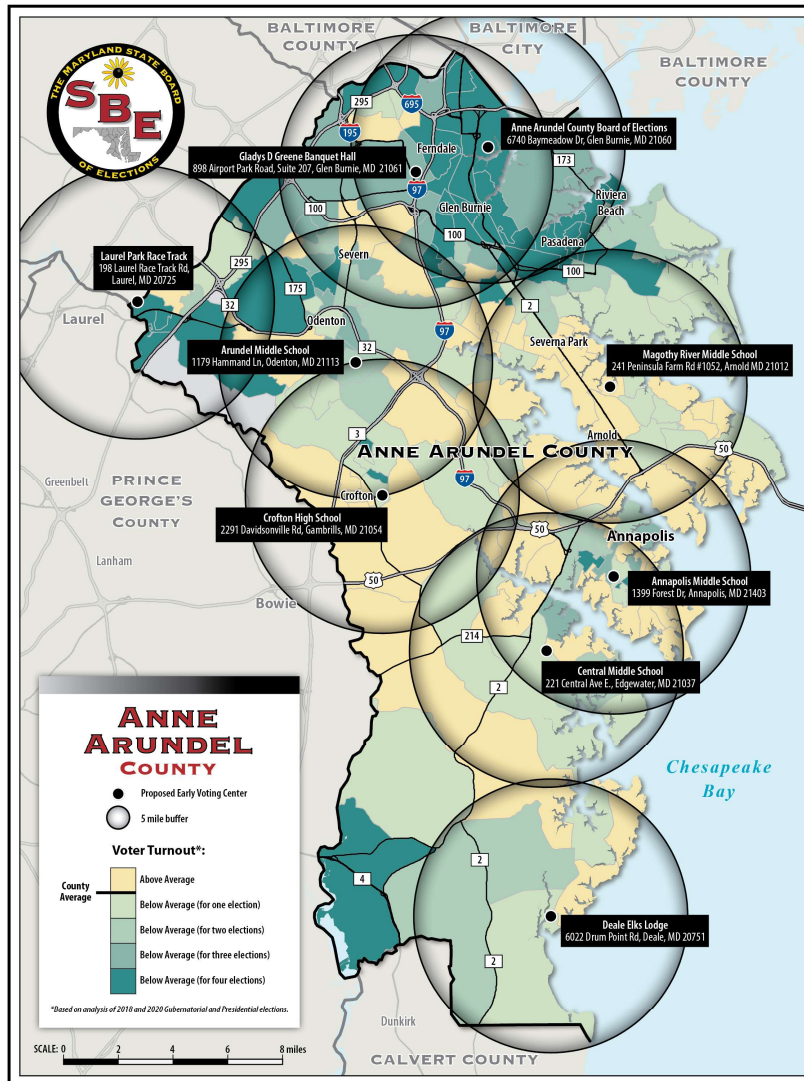 BALTIMORE
COUNTY
BALTIMORE
CITY
BALTIMORE
COUNTY
THE MARYLAND STATE BOARD
SBE
OF ELECTIONS
295
695
195
Anne Arundel County Board of Elections
6740 Baymeadow Dr, Glen Burnie, MD 21060
Ferndale
Gladys D Greene Banquet Hall
898 Airport Park Road, Suite 207, Glen Burnie, MD 21061
173
97
Riviera
Beach
100
Glen Burnie
100
Pasadena
Laurel Park Race Track
198 Laurel Race Track Rd,
Laurel, MD 20725
Severn
295
100
175
32
2
Laurel
Odenton
97
32
Severna Park
Arundel Middle School
1179 Hammand Ln, Odenton, MD 21113
Magothy River Middle School
241 Peninsula Farm Rd #1052, Arnold MD 21012
3
Arnold
ANNE ARUNDEL COUNTY
50
97
PRINCE
GEORGE'S
COUNTY
Greenbelt
Crofton
Crofton High School
2291 Davidsonville Rd, Gambrills, MD 21054
50
Annapolis
Lanham
50
Annapolis Middle School
1399 Forest Dr, Annapolis, MD 21403
Bowie
214
Central Middle School
221 Central Ave E., Edgewater, MD 21037
2
ANNE
ARUNDEL
COUNTY
Proposed Early Voting Center
5 mile buffer
Voter Turnout*:
Above Average
County
Average
Below Average (for one election)
Below Average (for two elections)
Below Average (for three elections)
Below Average (for four elections)
*Based on analysis of 2018 and 2020 Gubernatorial and Presidential elections.
Chesapeake
Bay
2
4
Deale Elks Lodge
6022 Drum Point Rd, Deale, MD 20751
2
Dunkirk
SCALE: 0 2 4 6 8 miles
CALVERT COUNTY